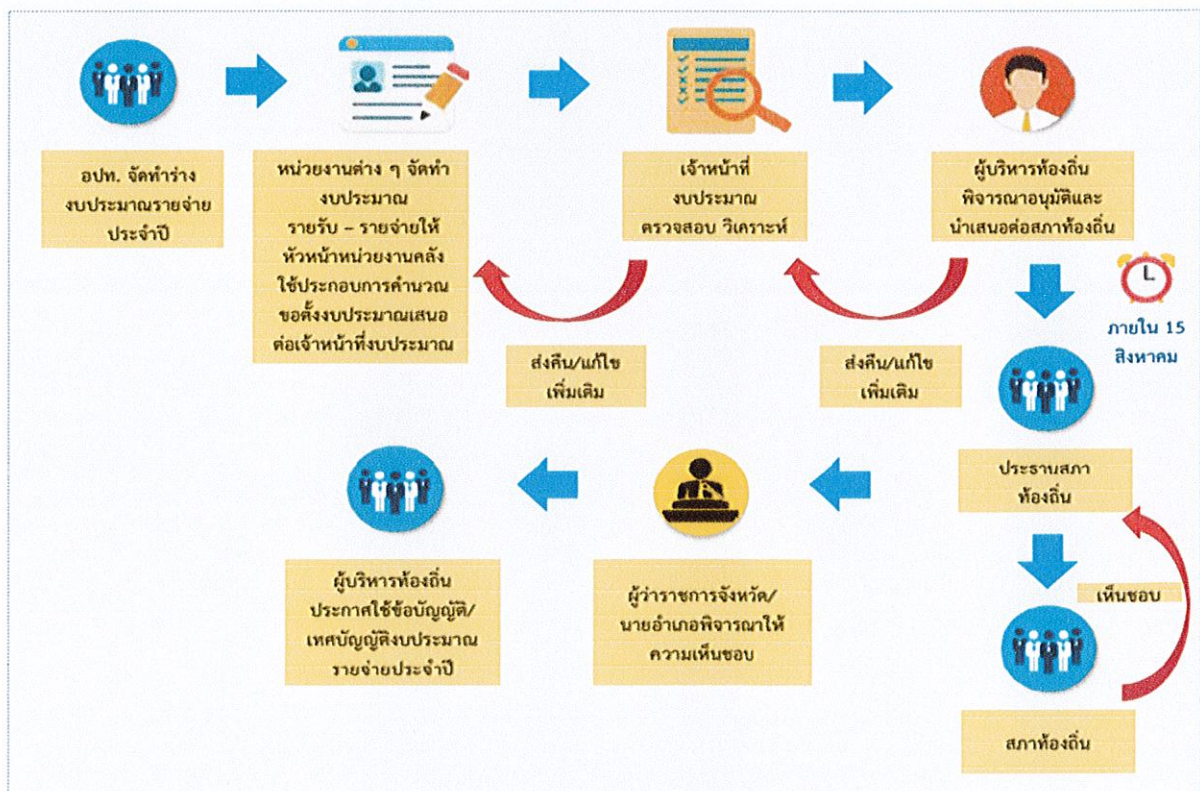 อปท. จัดทำร่าง
งบประมาณรายจ่าย
ประจำปี
หน่วยงานต่าง ๆ จัดทำ
งบประมาณ
รายรับ – รายจ่ายให้
หัวหน้าหน่วยงานคลัง
ใช้ประกอบการคำนวณ
ขอตั้งงบประมาณเสนอ
ต่อเจ้าหน้าที่งบประมาณ
เจ้าหน้าที่
งบประมาณ
ตรวจสอบ วิเคราะห์
ผู้บริหารท้องถิ่น
พิจารณาอนุมัติและ
นำเสนอต่อสภาท้องถิ่น
ส่งคืน/แก้ไข
เพิ่มเติม
ส่งคืน/แก้ไข
เพิ่มเติม
ภายใน 15
สิงหาคม
ประธานสภา
ท้องถิ่น
เห็นชอบ
สภาท้องถิ่น
ผู้ว่าราชการจังหวัด/
นายอำเภอพิจารณาให้
ความเห็นชอบ
ผู้บริหารท้องถิ่น
ประกาศใช้ข้อบัญญัติ/
เทศบัญญัติงบประมาณ
รายจ่ายประจำปี